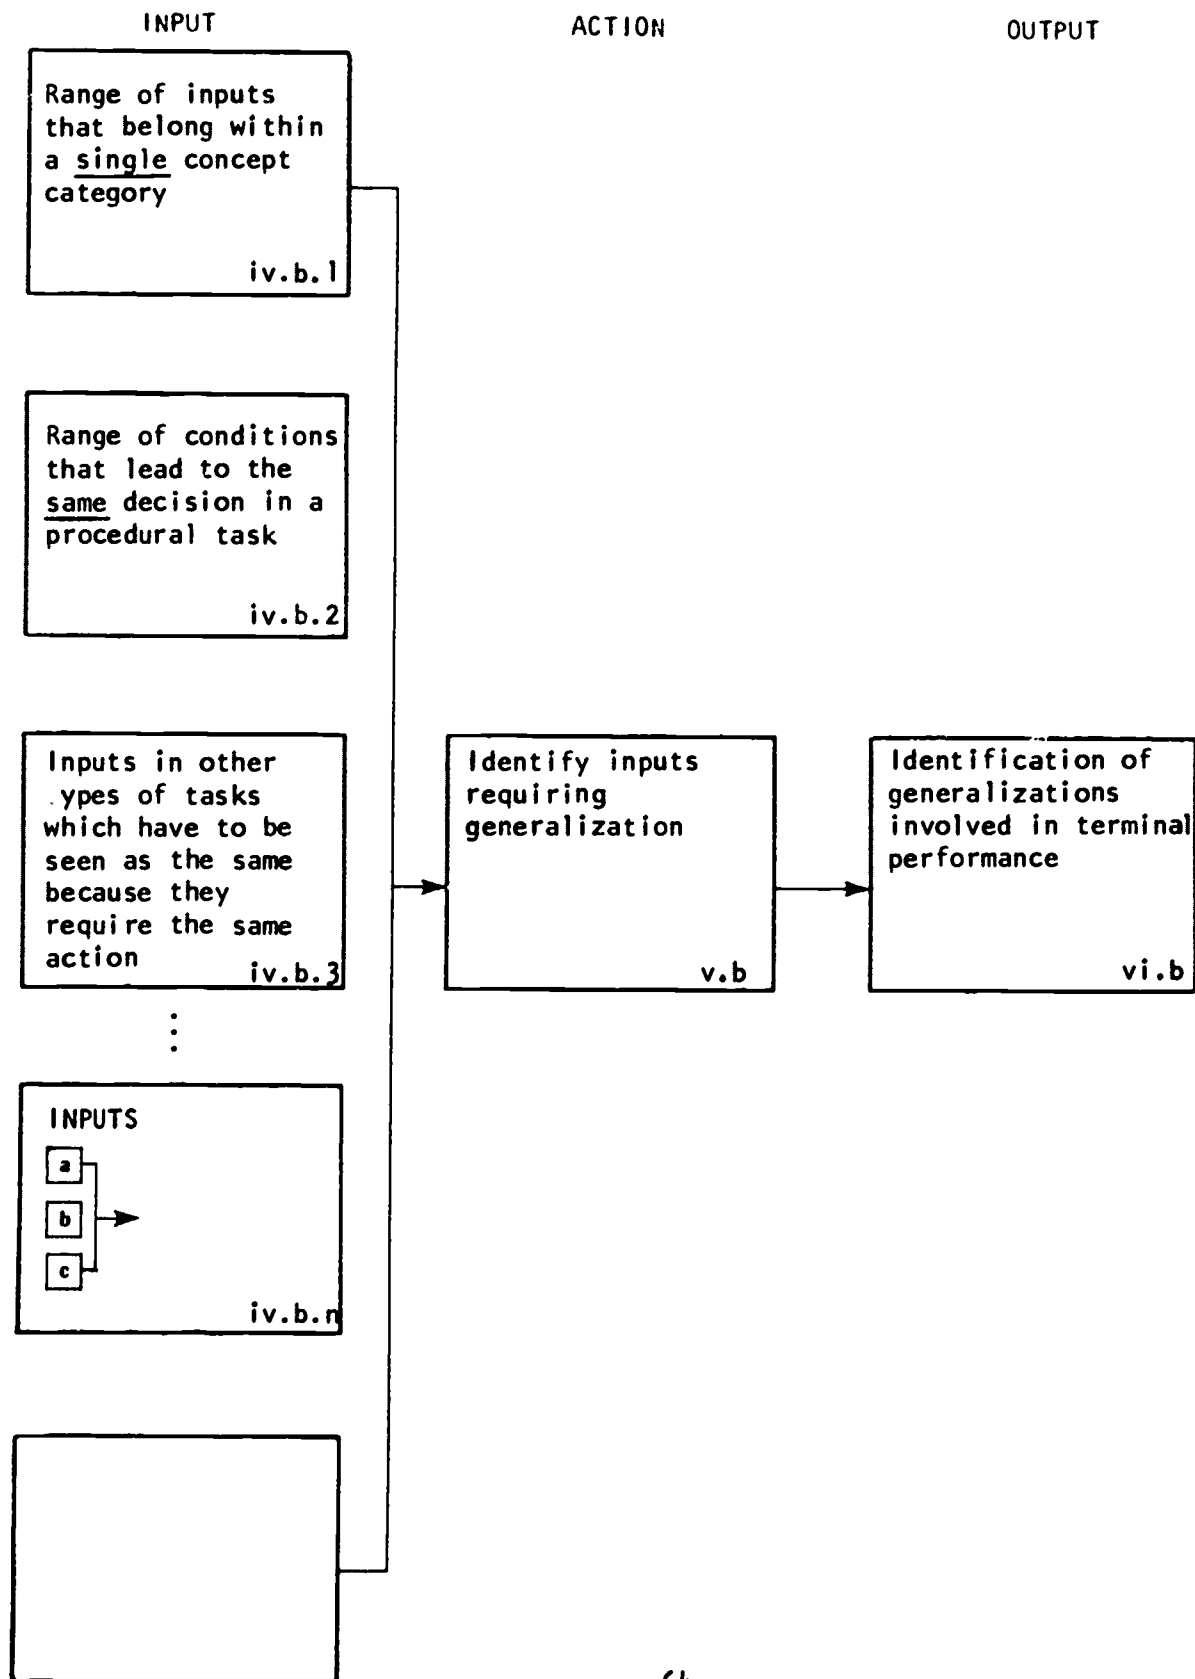 INPUT
ACTION
OUTPUT
Range of inputs
that belong within
a single concept
category
iv.b.1
Range of conditions
that lead to the
same decision in a
procedural task
iv.b.2
Inputs in other
ypes of tasks
which have to be
seen as the same
because they
require the same
action
iv.b.3
Identify inputs
requiring
generalization
v.b
Identification of
generalizations
involved in terminal
performance
vi.b
INPUTS
a
b
c
iv.b.n